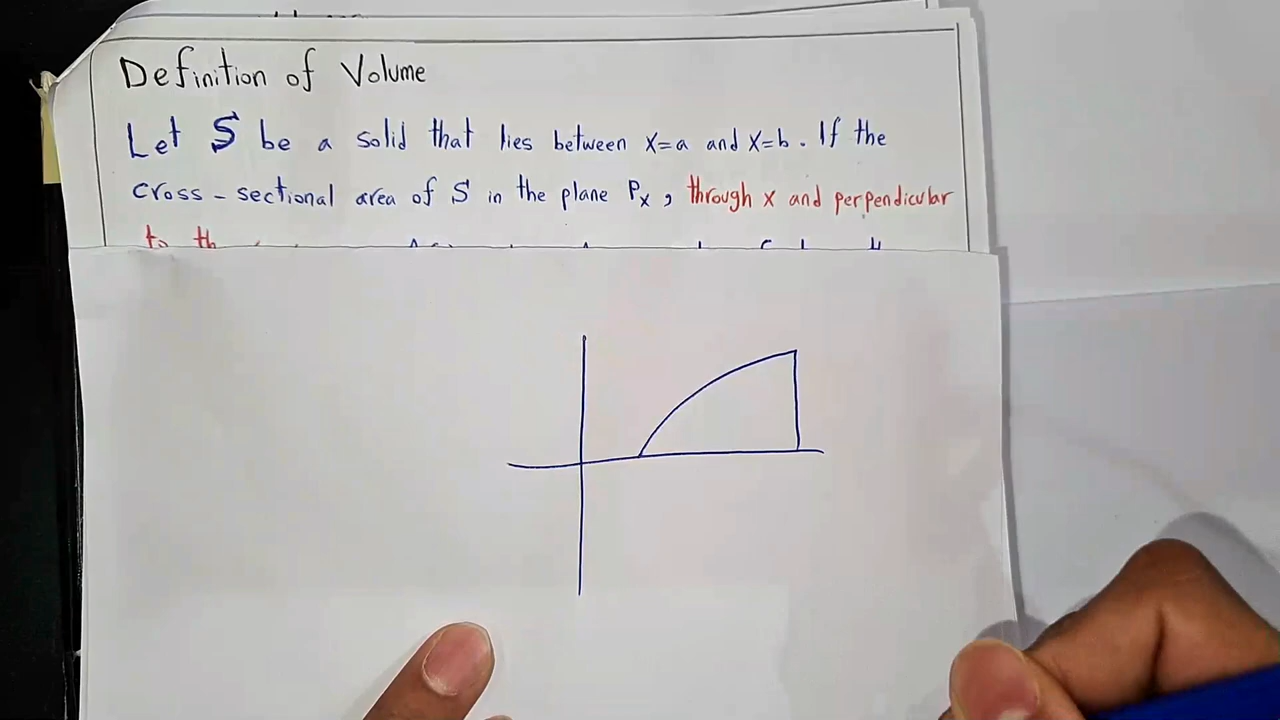 Definition of Volume
Let S be a solid that lies between x=a and x=b. If the
cross-sectional area of S in the plane Px, through x and perpendicular
to